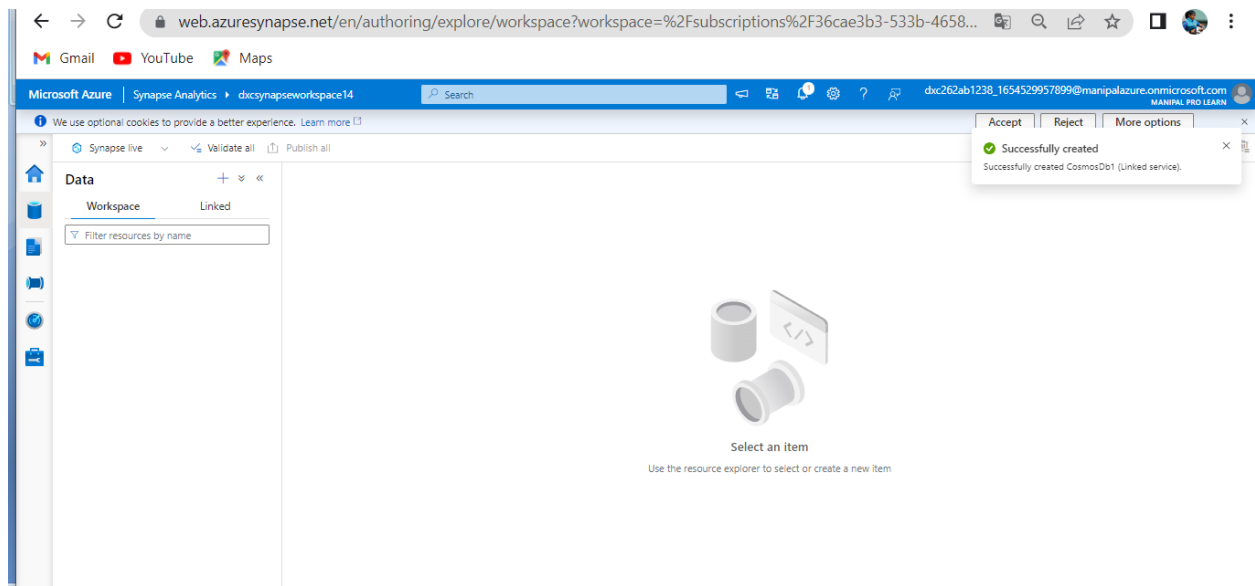 web.azuresynapse.net/en/authoring/explore/workspace?workspace=%2Fsubscriptions%2F36cae3b3-533b-4658...
Gmail YouTube Maps
Microsoft Azure Synapse Analytics dxcsynapseworkspace14 Search 1 dxc262ab1238_1654529957899@manipalazure.onmicrosoft.com
MANIPAL PRO LEARN
We use optional cookies to provide a better experience. Learn more Accept Reject More options
Synapse live Validate all Publish all
Successfully created
Successfully created CosmosDb1 (Linked service).
Data
Workspace Linked
Filter resources by name
Select an item
Use the resource explorer to select or create a new item